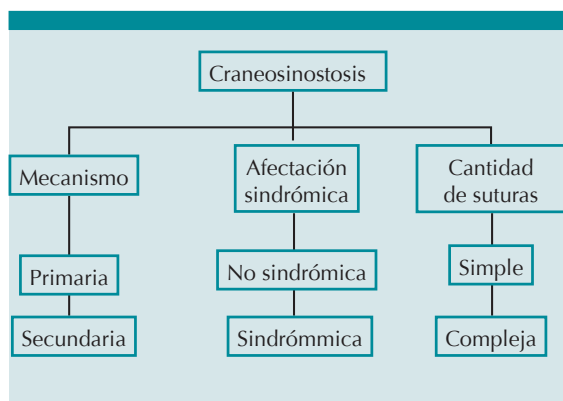 Craneosinostosis
Mecanismo
Afectación
sindrómica
Cantidad
de suturas
Primaria
No sindrómica
Simple
Secundaria
Sindrómmica
Compleja